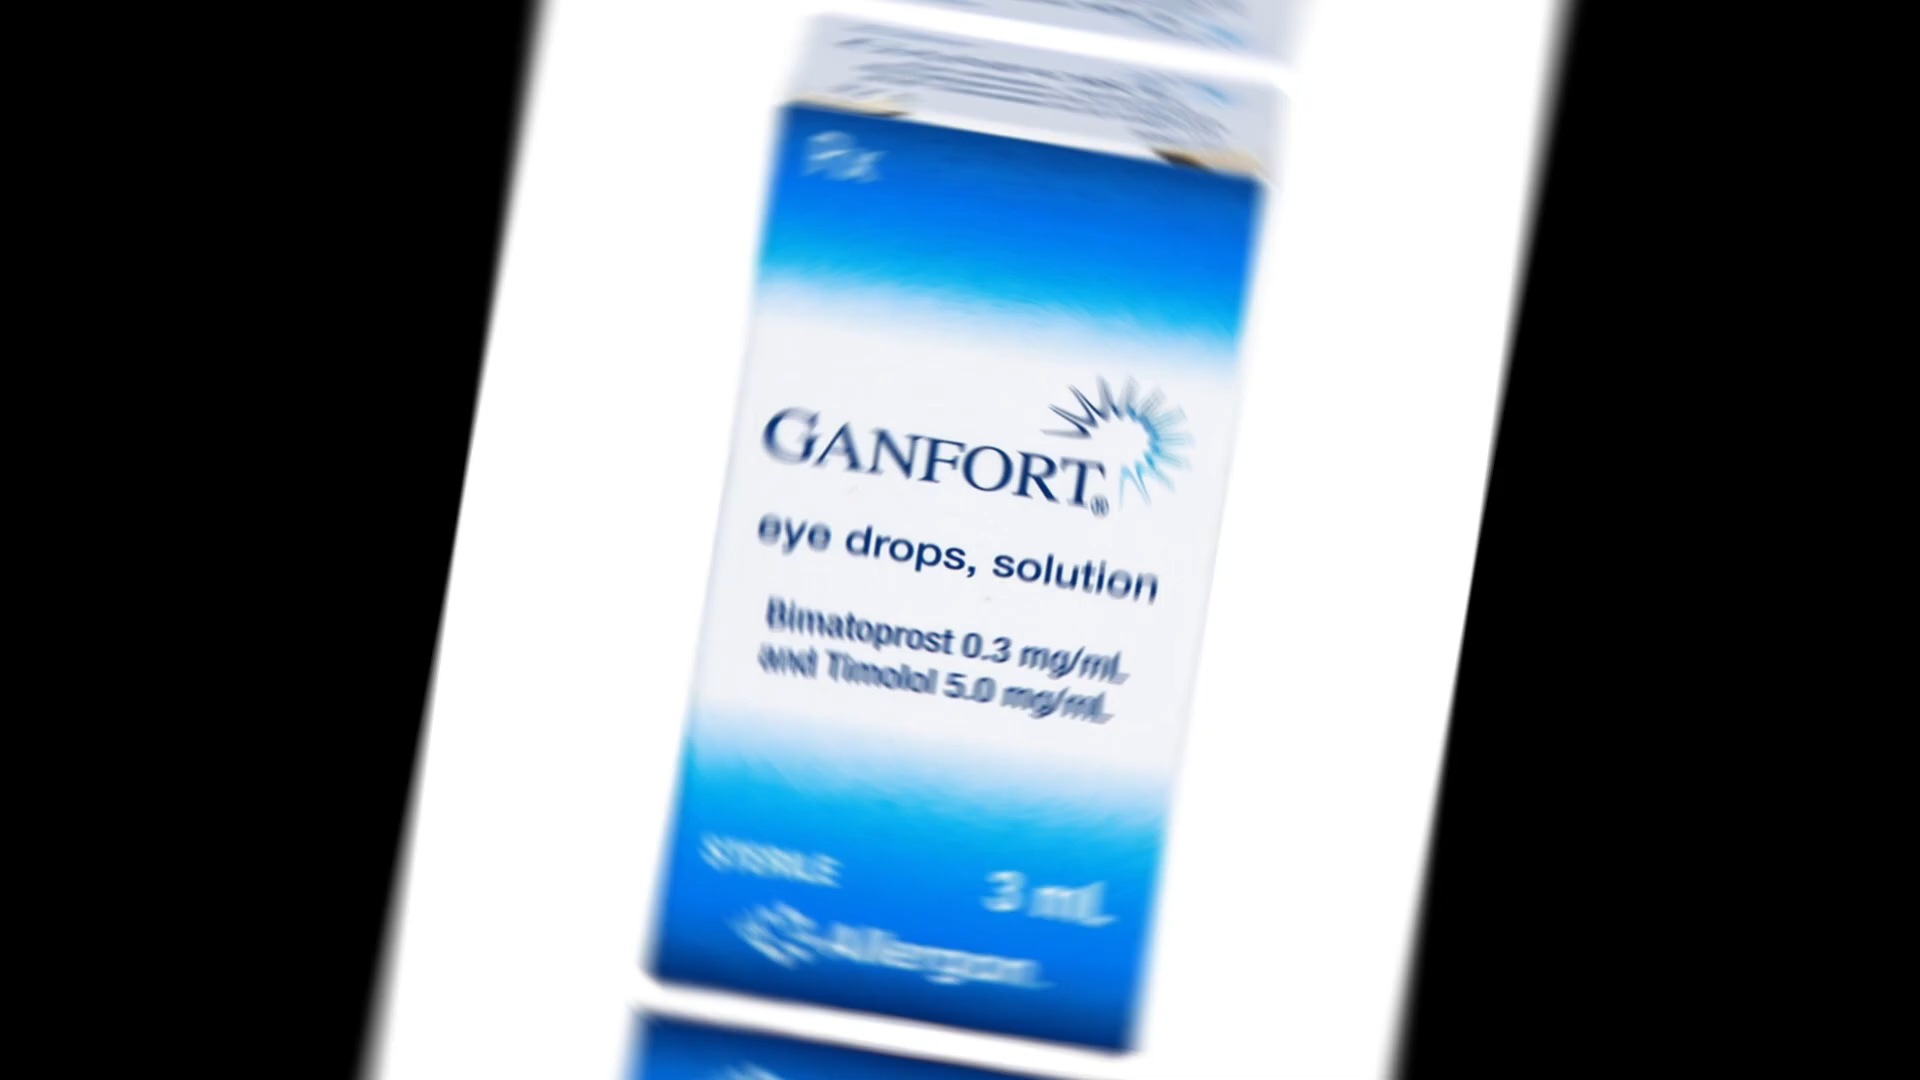 Rx
GANFORT®
eye drops, solution
Bimatoprost 0.3 mg/mL
and Timolol 5.0 mg/mL
STERILE
3 mL
Allergan